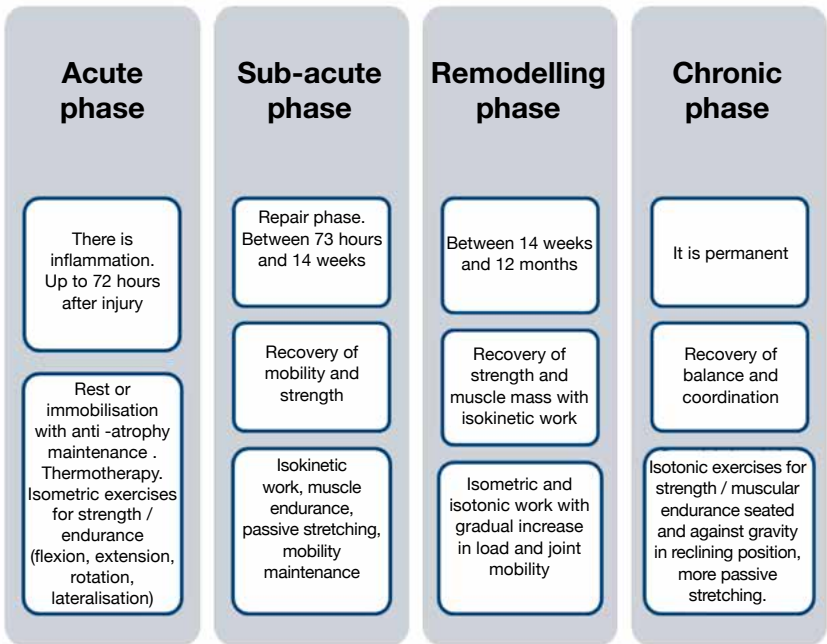 Acute
phase
There is
inflammation.
Up to 72 hours
after injury
Rest or
immobilisation
with anti -atrophy
maintenance .
Thermotherapy.
Isometric exercises
for strength /
endurance
(flexion, extension,
rotation,
lateralisation)
Sub-acute
phase
Repair phase.
Between 73 hours
and 14 weeks
Recovery of
mobility and
strength
Isokinetic
work, muscle
endurance,
passive stretching,
mobility
maintenance
Remodelling
phase
Between 14 weeks
and 12 months
Recovery of
strength and
muscle mass with
isokinetic work
Isometric and
isotonic work with
gradual increase
in load and joint
mobility
Chronic
phase
It is permanent
Recovery of
balance and
coordination
Isotonic exercises for
strength / muscular
endurance seated
and against gravity
in reclining position,
more passive
stretching.